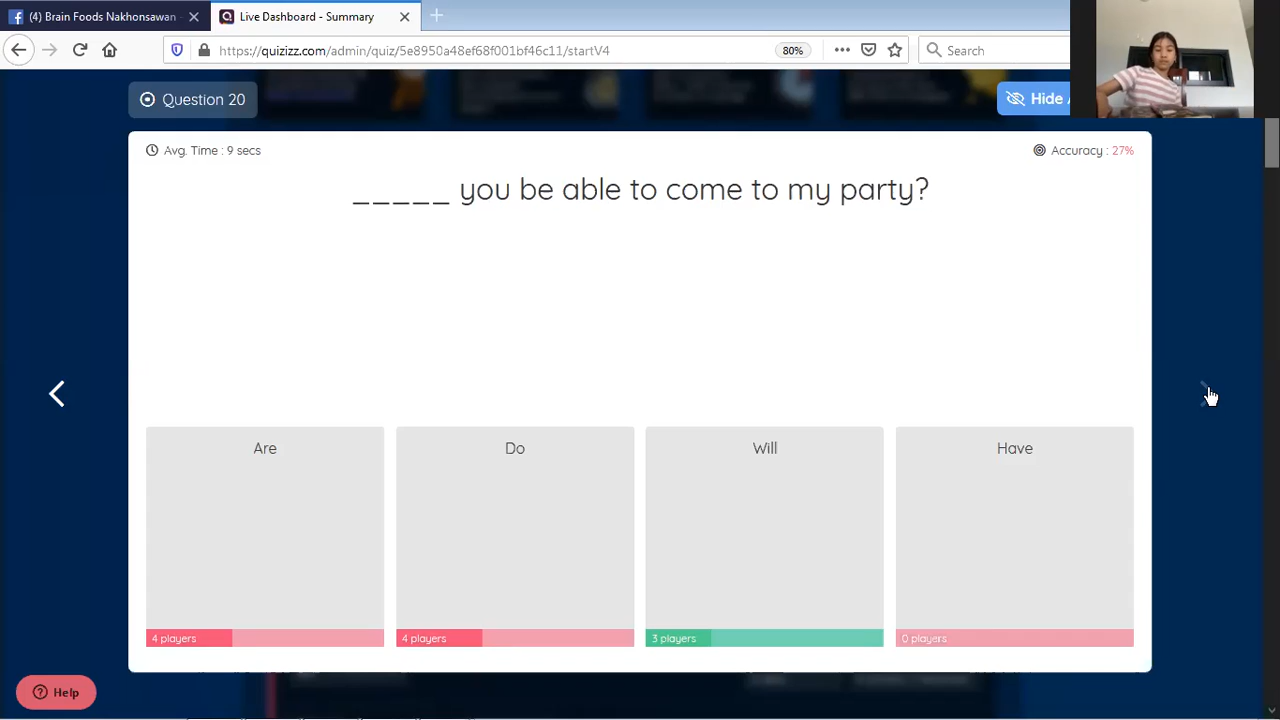 (4) Brain Foods Nakhonsawan -
Live Dashboard - Summary
https://quizizz.com/admin/quiz/5e8950a48ef68f001bf46c11/startV4
80%
Search
Question 20
Hide
Avg. Time : 9 secs
Accuracy : 27%
_____ you be able to come to my party?
Are
Do
Will
Have
4 players
4 players
3 players
0 players
Help